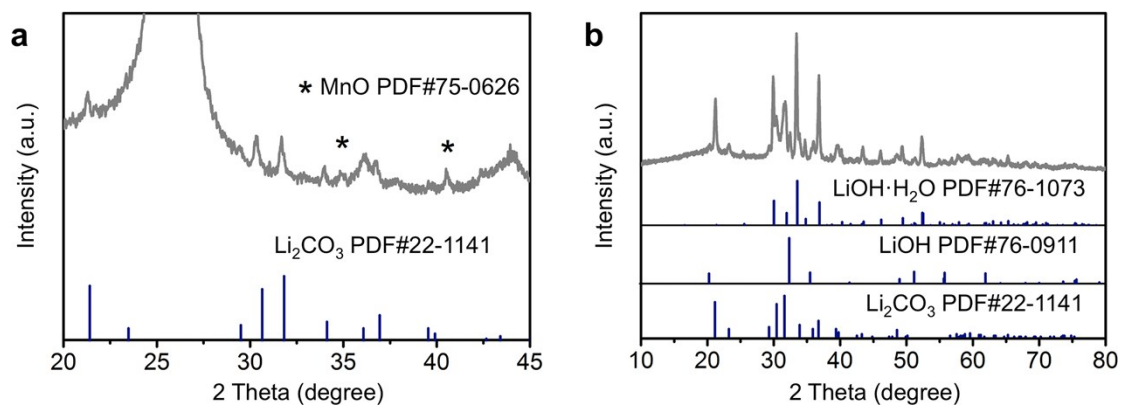 a
Intensity (a.u.)
* MnO PDF#75-0626
*
*
Li₂CO₃ PDF#22-1141
20 25 30 35 40 45
2 Theta (degree)
b
Intensity (a.u.)
LiOH·H₂O PDF#76-1073
LiOH PDF#76-0911
Li₂CO₃ PDF#22-1141
10 20 30 40 50 60 70 80
2 Theta (degree)